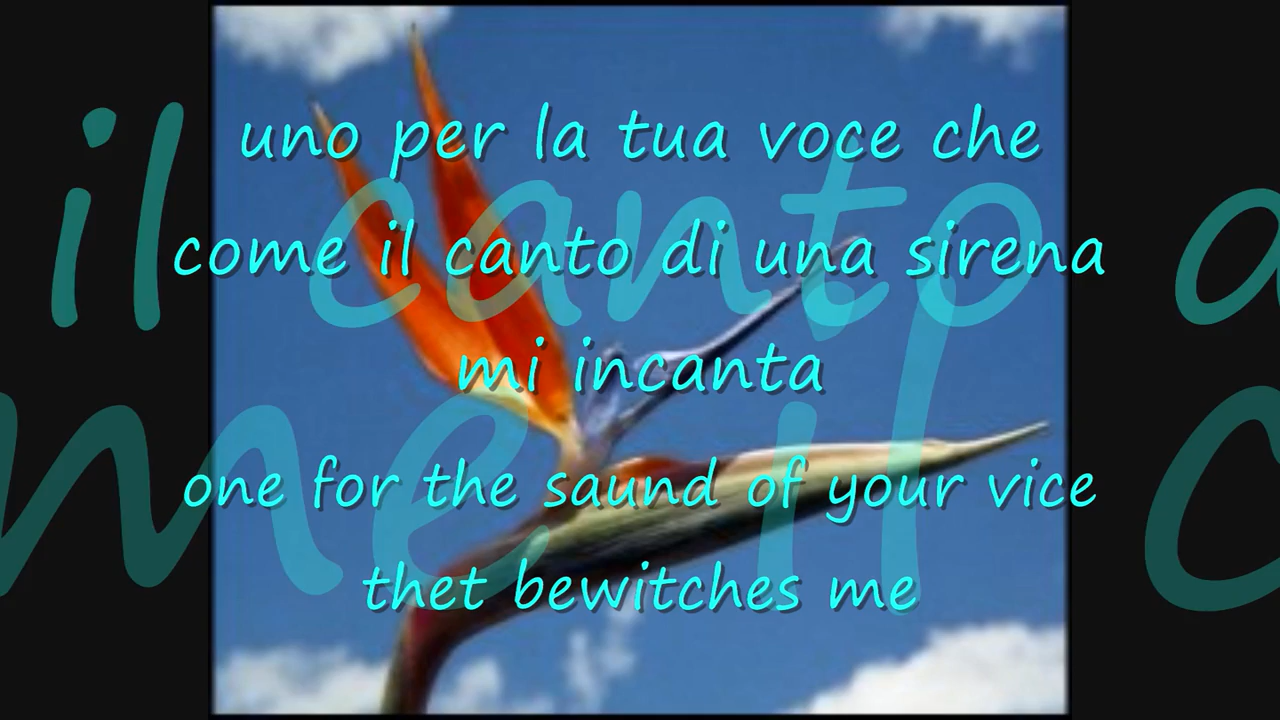 uno per la tua voce che
come il canto di una sirena
mi incanta
one for the saund of your vice
thet bewitches me
il canto d
me il c